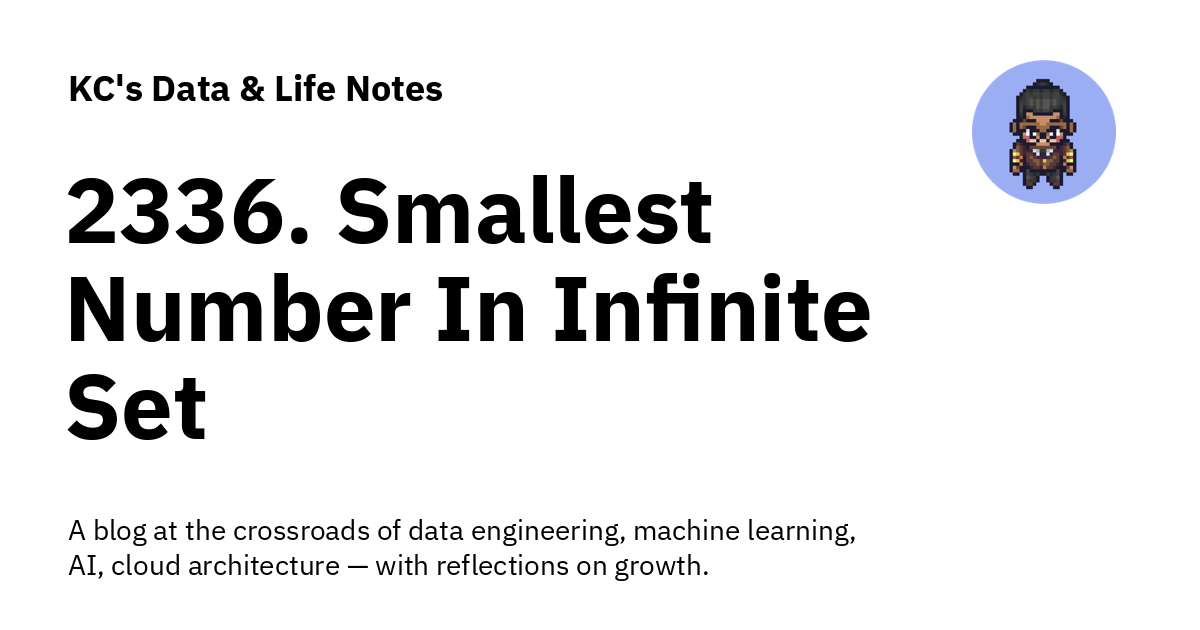 KC's Data & Life Notes
2336. Smallest
Number In Infinite
Set
A blog at the crossroads of data engineering, machine learning,
AI, cloud architecture — with reflections on growth.